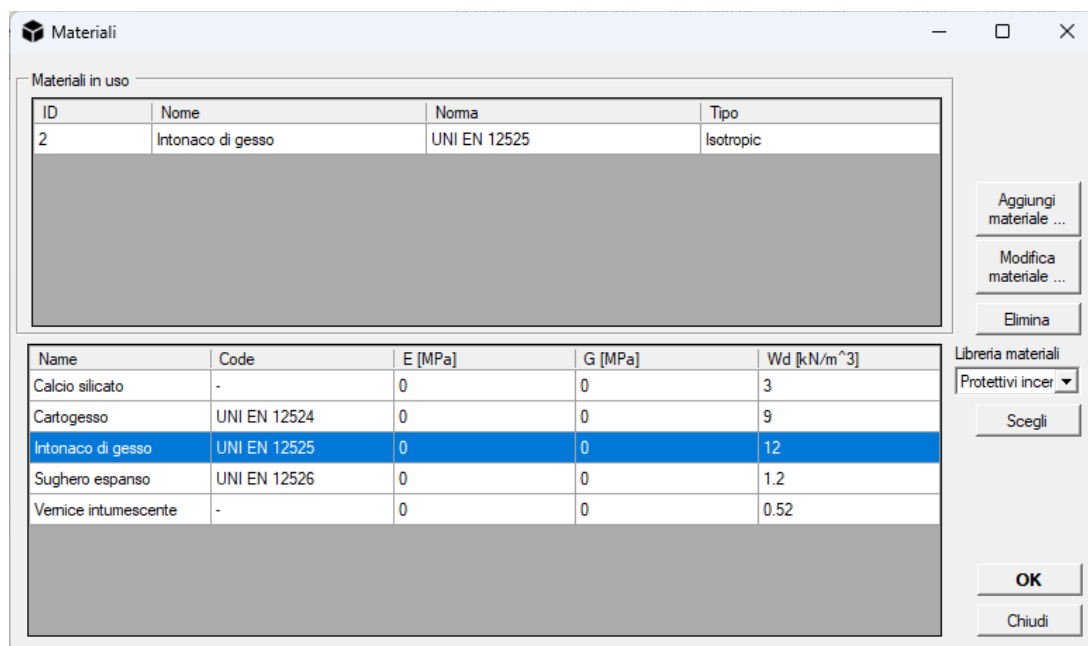 Materiali
Materiali in uso
ID Nome Norma Tipo
2 Intonaco di gesso UNI EN 12525 Isotropic
Aggiungi
materiale ...
Modifica
materiale ...
Elimina
Name Code E [MPa] G [MPa] Wd [kN/m^3]
Calcio silicato - 0 0 3
Cartogesso UNI EN 12524 0 0 9
Intonaco di gesso UNI EN 12525 0 0 12
Sughero espanso UNI EN 12526 0 0 1.2
Vernice intumescente - 0 0 0.52
Libreria materiali
Protettivi incer
Scegli
OK
Chiudi